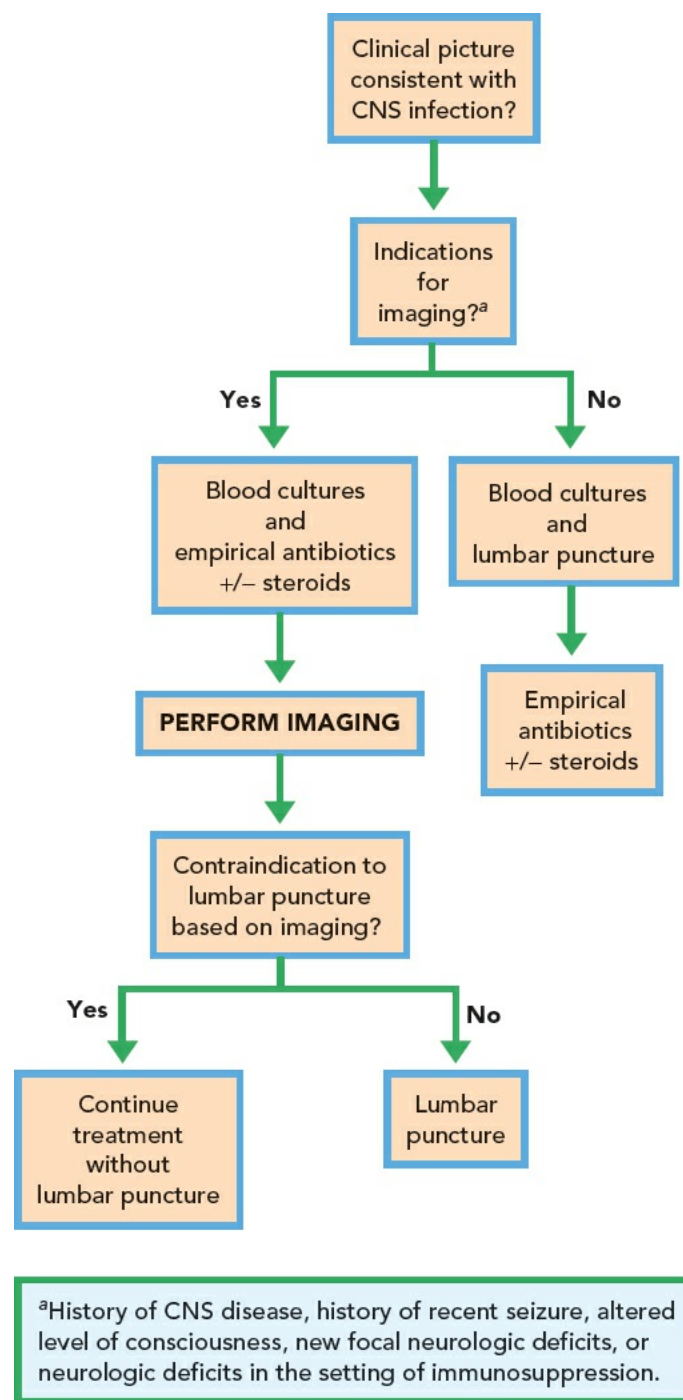 Clinical picture
consistent with
CNS infection?
Indications
for
imaging?ᵃ
Yes
No
Blood cultures
and
empirical antibiotics
+/− steroids
Blood cultures
and
lumbar puncture
PERFORM IMAGING
Empirical
antibiotics
+/− steroids
Contraindication to
lumbar puncture
based on imaging?
Yes
No
Continue
treatment
without
lumbar puncture
Lumbar
puncture
ᵃHistory of CNS disease, history of recent seizure, altered
level of consciousness, new focal neurologic deficits, or
neurologic deficits in the setting of immunosuppression.